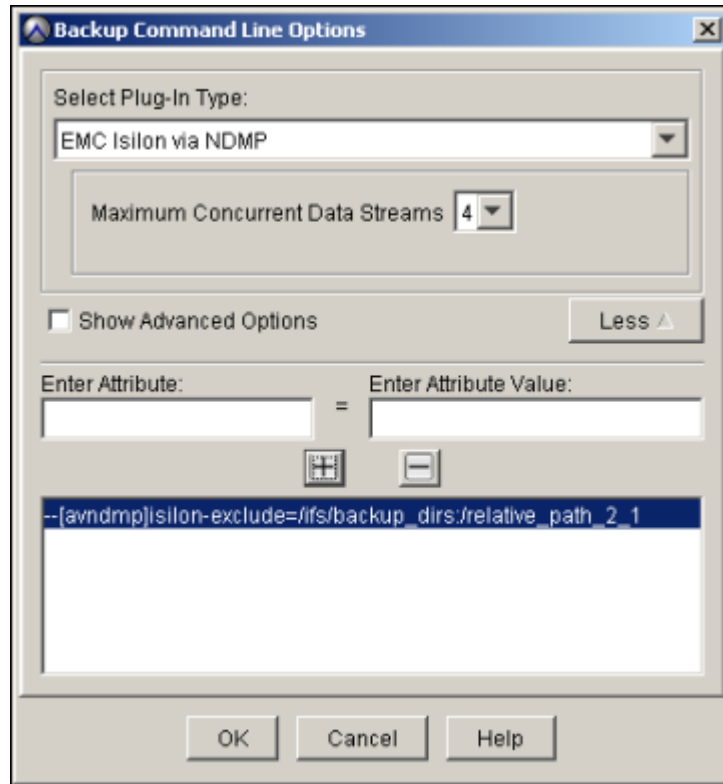 Backup Command Line Options
Select Plug-In Type:
EMC Isilon via NDMP
Maximum Concurrent Data Streams 4
Show Advanced Options Less
Enter Attribute: Enter Attribute Value:
=
--[avndmp]isilon-exclude=/ifs/backup_dirs:/relative_path_2_1
OK Cancel Help